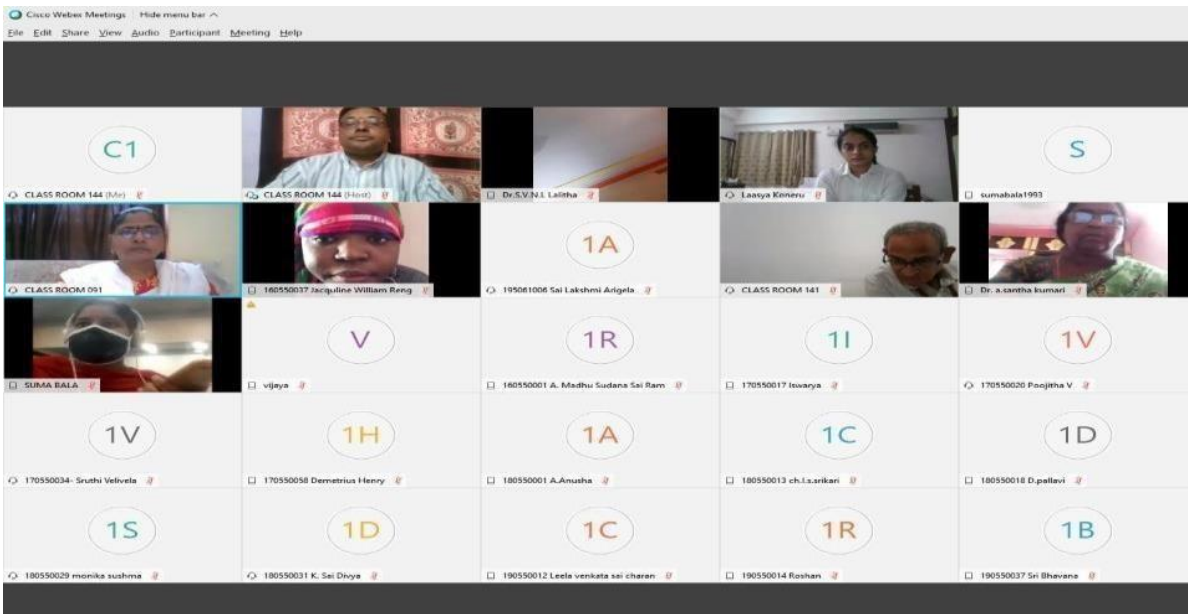 Cisco Webex Meetings Hide menu bar
File Edit Share View Audio Participant Meeting Help
C1
S
CLASS ROOM 144 (Me) CLASS ROOM 144 (Host) Dr.S.V.N.L Lalitha Laasya Koneru sumabala1993
1A
CLASS ROOM 091 160550037 Jacquline William Reng 195061006 Sai Lakshmi Arigela CLASS ROOM 141 Dr. a.santha kumari
V 1R 1I 1V
SUMA BALA vijaya 160550001 A. Madhu Sudana Sai Ram 170550017 Iswarya 170550020 Poojitha V
1V 1H 1A 1C 1D
170550034- Sruthi Velivela 170550058 Demetrius Henry 180550001 A.Anusha 180550013 ch.l.s.srikari 180550018 D.pallavi
1S 1D 1C 1R 1B
180550029 monika sushma 180550031 K. Sai Divya 190550012 Leela venkata sai charan 190550014 Roshan 190550037 Sri Bhavana